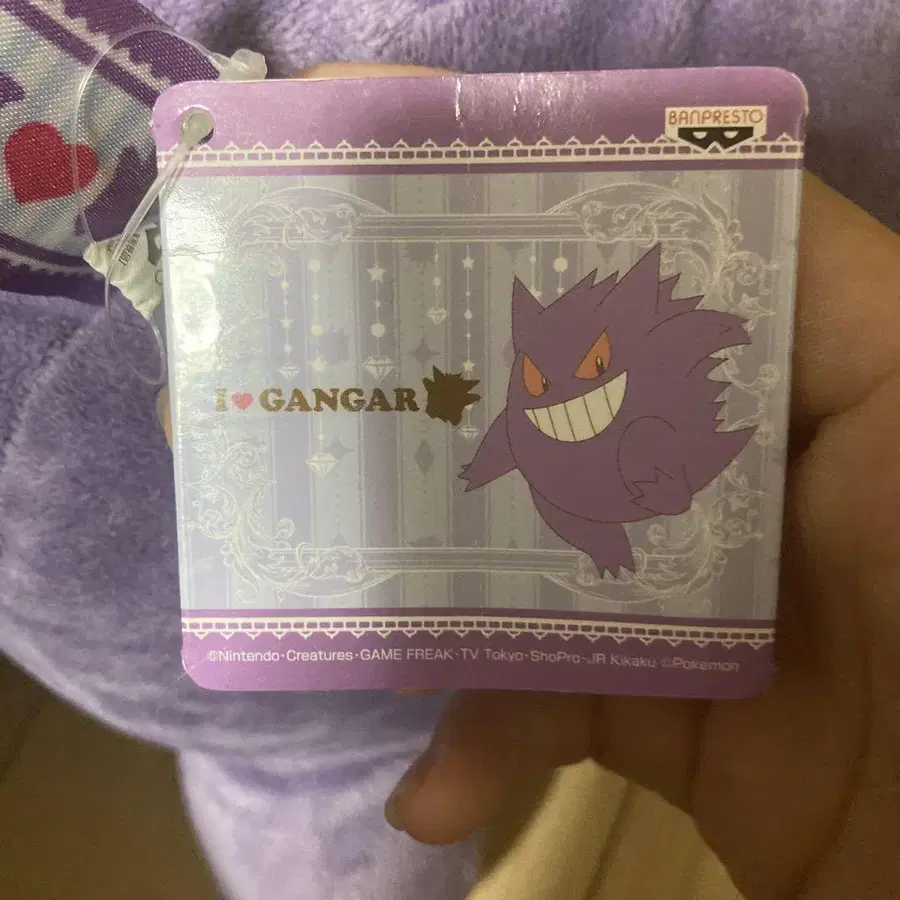 BANPRESTO
I ♥ GANGAR
©Nintendo·Creatures·GAME FREAK·TV Tokyo·ShoPro·JR Kikaku ©Pokémon